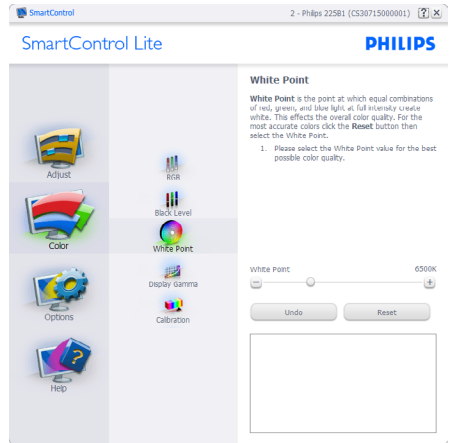 SmartControl
2 - Philips 225B1 (CS30715000001)
SmartControl Lite
PHILIPS
Adjust
Color
Options
Help
RGB
Black Level
White Point
Display Gamma
Calibration
White Point
White Point is the point at which equal combinations
of red, green, and blue light at full intensity create
white. This effects the overall color quality. For the
most accurate colors click the Reset button then
select the White Point.
1. Please select the White Point value for the best
possible color quality.
White Point 6500K
Undo Reset